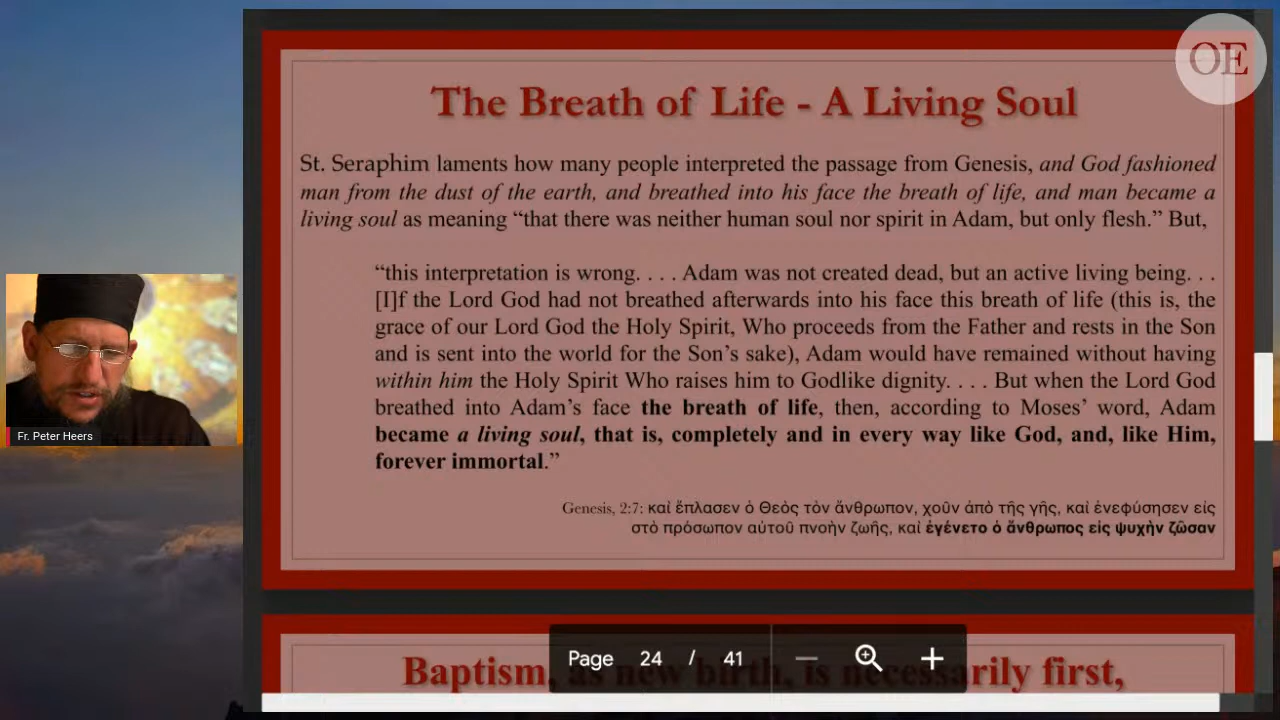 OE
The Breath of Life - A Living Soul
St. Seraphim laments how many people interpreted the passage from Genesis, and God fashioned
man from the dust of the earth, and breathed into his face the breath of life, and man became a
living soul as meaning “that there was neither human soul nor spirit in Adam, but only flesh.” But,
“this interpretation is wrong. . . . Adam was not created dead, but an active living being. . .
[I]f the Lord God had not breathed afterwards into his face this breath of life (this is, the
grace of our Lord God the Holy Spirit, Who proceeds from the Father and rests in the Son
and is sent into the world for the Son’s sake), Adam would have remained without having
within him the Holy Spirit Who raises him to Godlike dignity. . . . But when the Lord God
breathed into Adam’s face the breath of life, then, according to Moses’ word, Adam
became a living soul, that is, completely and in every way like God, and, like Him,
forever immortal.”
Genesis, 2:7: καὶ ἔπλασεν ὁ Θεὸς τὸν ἄνθρωπον, χοῦν ἀπὸ τῆς γῆς, καὶ ἐνεφύσησεν εἰς
στὸ πρόσωπον αὐτοῦ πνοὴν ζωῆς, καὶ ἐγένετο ὁ ἄνθρωπος εἰς ψυχὴν ζῶσαν
Fr. Peter Heers
Page 24 / 41
Baptism, as new birth, is necessarily first,